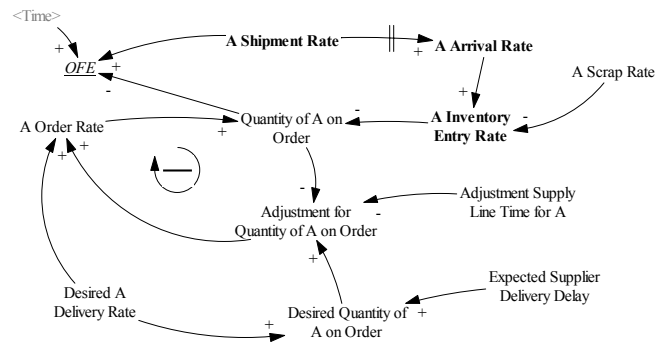 <Time>
A Shipment Rate
A Arrival Rate
OFE
A Scrap Rate
A Order Rate
Quantity of A on
Order
A Inventory
Entry Rate
Adjustment for
Quantity of A on Order
Adjustment Supply
Line Time for A
Desired A
Delivery Rate
Desired Quantity of
A on Order
Expected Supplier
Delivery Delay